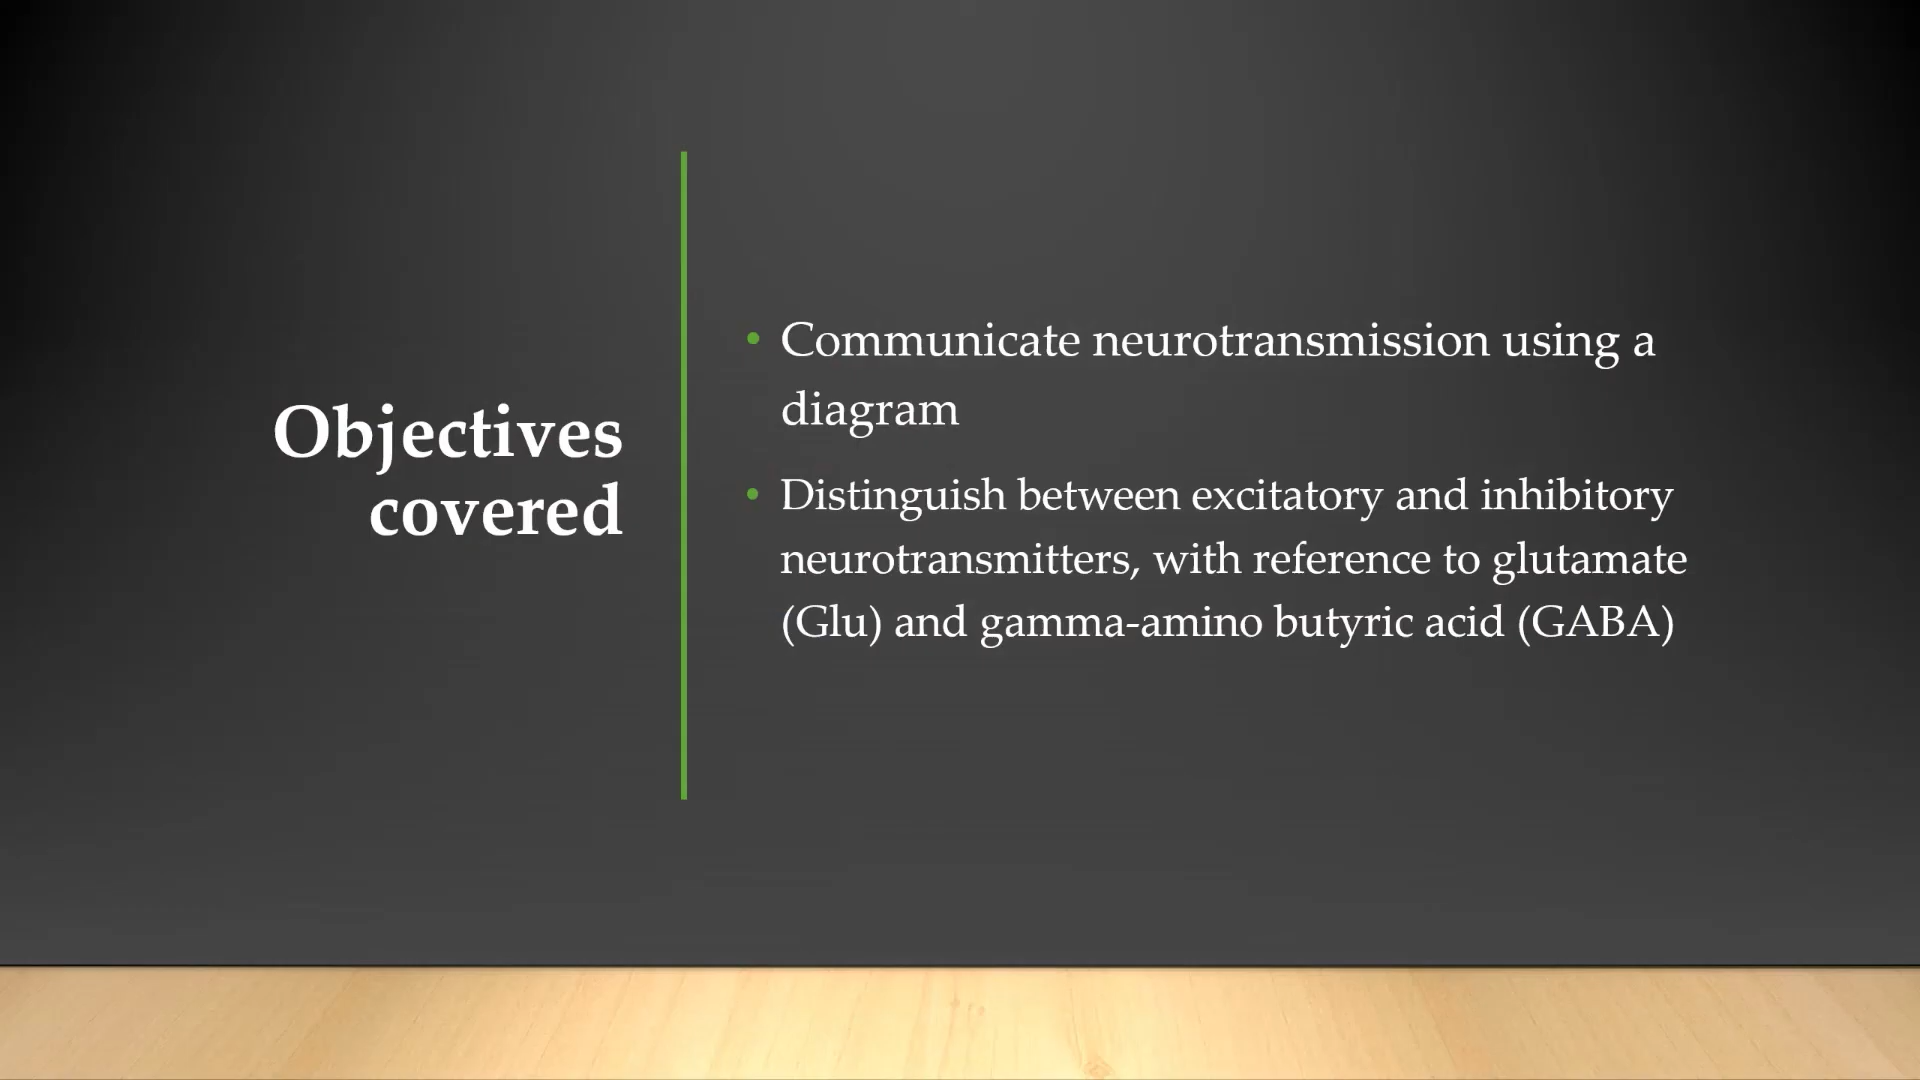 Objectives
covered
• Communicate neurotransmission using a
diagram
• Distinguish between excitatory and inhibitory
neurotransmitters, with reference to glutamate
(Glu) and gamma-amino butyric acid (GABA)